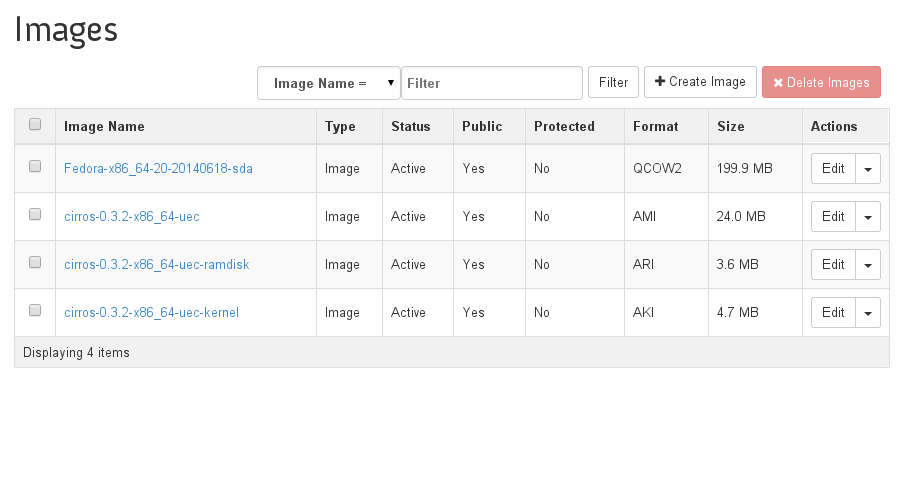 Images
Image Name = Filter Filter Create Image Delete Images
Image Name Type Status Public Protected Format Size Actions
Fedora-x86_64-20-20140618-sda Image Active Yes No QCOW2 199.9 MB Edit
cirros-0.3.2-x86_64-uec Image Active Yes No AMI 24.0 MB Edit
cirros-0.3.2-x86_64-uec-ramdisk Image Active Yes No ARI 3.6 MB Edit
cirros-0.3.2-x86_64-uec-kernel Image Active Yes No AKI 4.7 MB Edit
Displaying 4 items